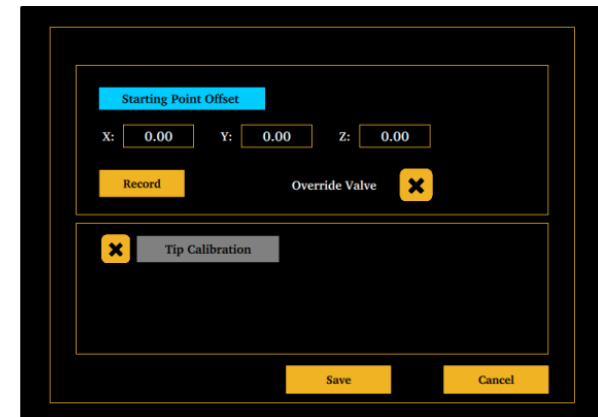 Starting Point Offset
X: 0.00 Y: 0.00 Z: 0.00
Record Override Valve
Tip Calibration
Save Cancel